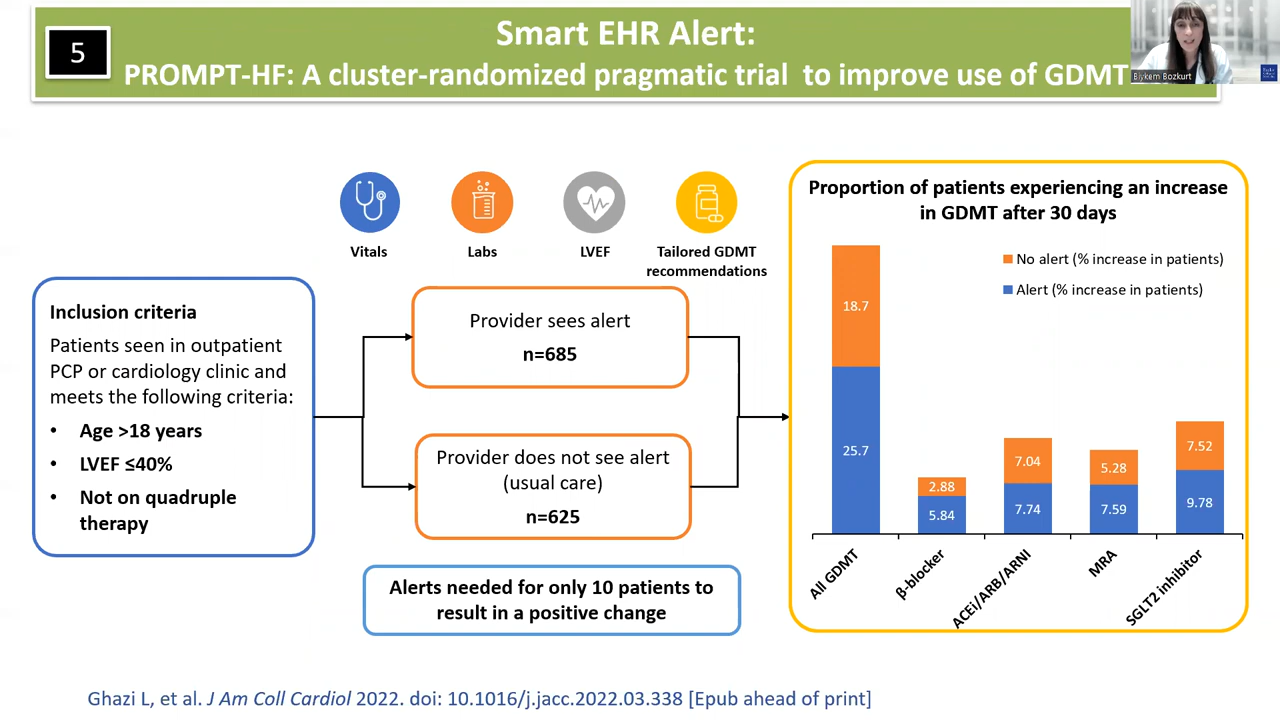 5
Smart EHR Alert:
PROMPT-HF: A cluster-randomized pragmatic trial to improve use of GDMT
Biykem Bozkurt
Vitals
Labs
LVEF
Tailored GDMT
recommendations
Inclusion criteria
Patients seen in outpatient
PCP or cardiology clinic and
meets the following criteria:
• Age >18 years
• LVEF ≤40%
• Not on quadruple
therapy
Provider sees alert
n=685
Provider does not see alert
(usual care)
n=625
Alerts needed for only 10 patients to
result in a positive change
Proportion of patients experiencing an increase
in GDMT after 30 days
No alert (% increase in patients)
Alert (% increase in patients)
18.7
25.7
2.88
5.84
7.04
7.74
5.28
7.59
7.52
9.78
All GDMT
β-blocker
ACEi/ARB/ARNI
MRA
SGLT2 inhibitor
Ghazi L, et al. J Am Coll Cardiol 2022. doi: 10.1016/j.jacc.2022.03.338 [Epub ahead of print]